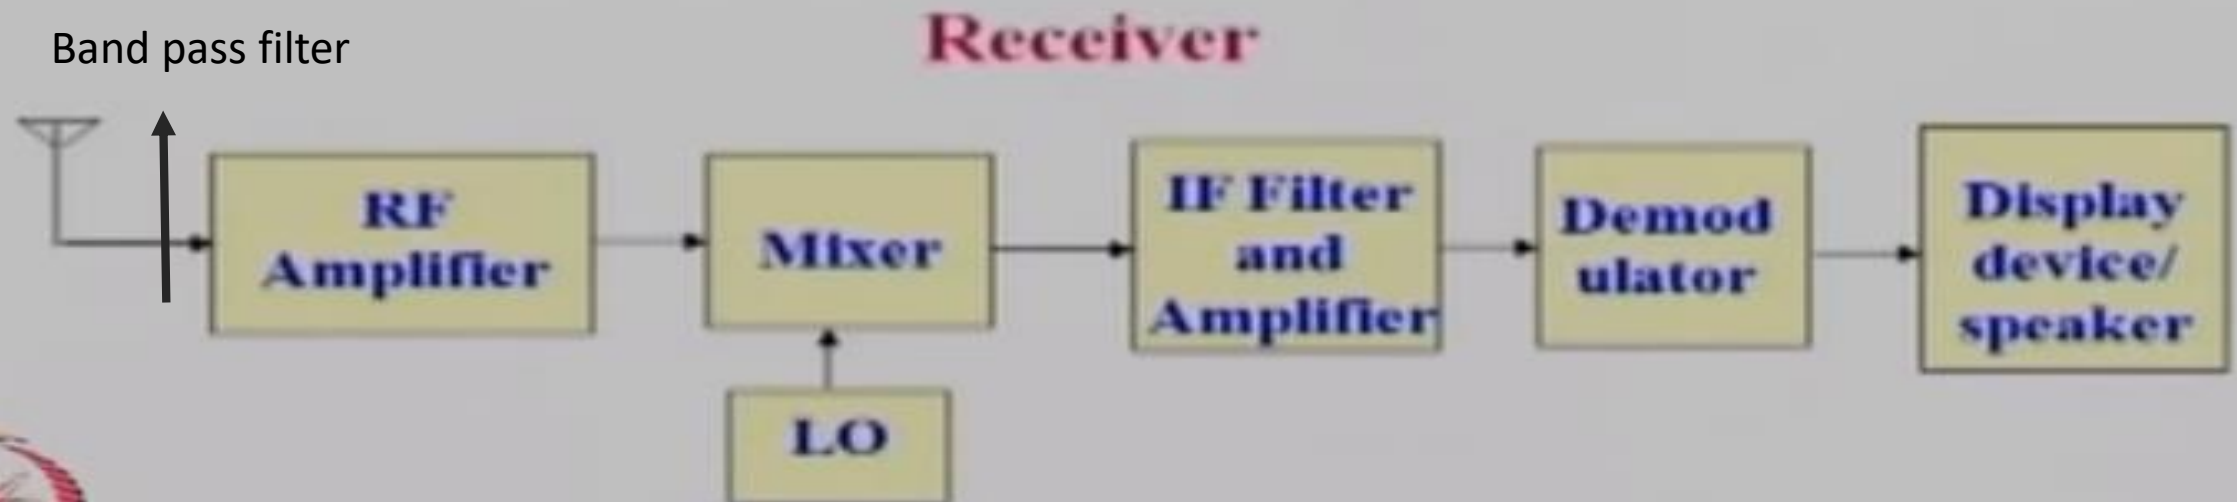 Receiver
Band pass filter
RF
Amplifier
Mixer
IF Filter
and
Amplifier
Demod
ulator
Display
device/
speaker
LO